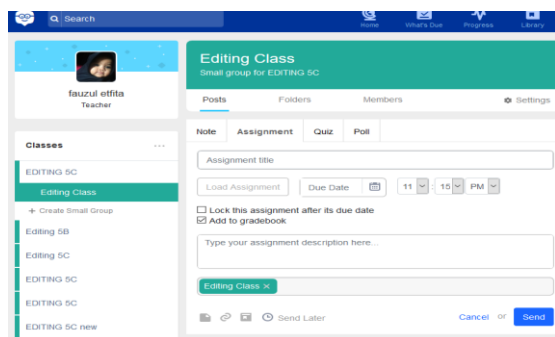 Search
Home What's Due Progress Library
fauzul etfita
Teacher
Classes
EDITING 5C
Editing Class
+ Create Small Group
Editing 5B
Editing 5C
EDITING 5C
EDITING 5C
EDITING 5C new
Editing Class
Small group for EDITING 5C
Posts Folders Members Settings
Note Assignment Quiz Poll
Assignment title
Load Assignment Due Date 11 : 15 PM
Lock this assignment after its due date
Add to gradebook
Type your assignment description here...
Editing Class ×
Send Later Cancel or Send